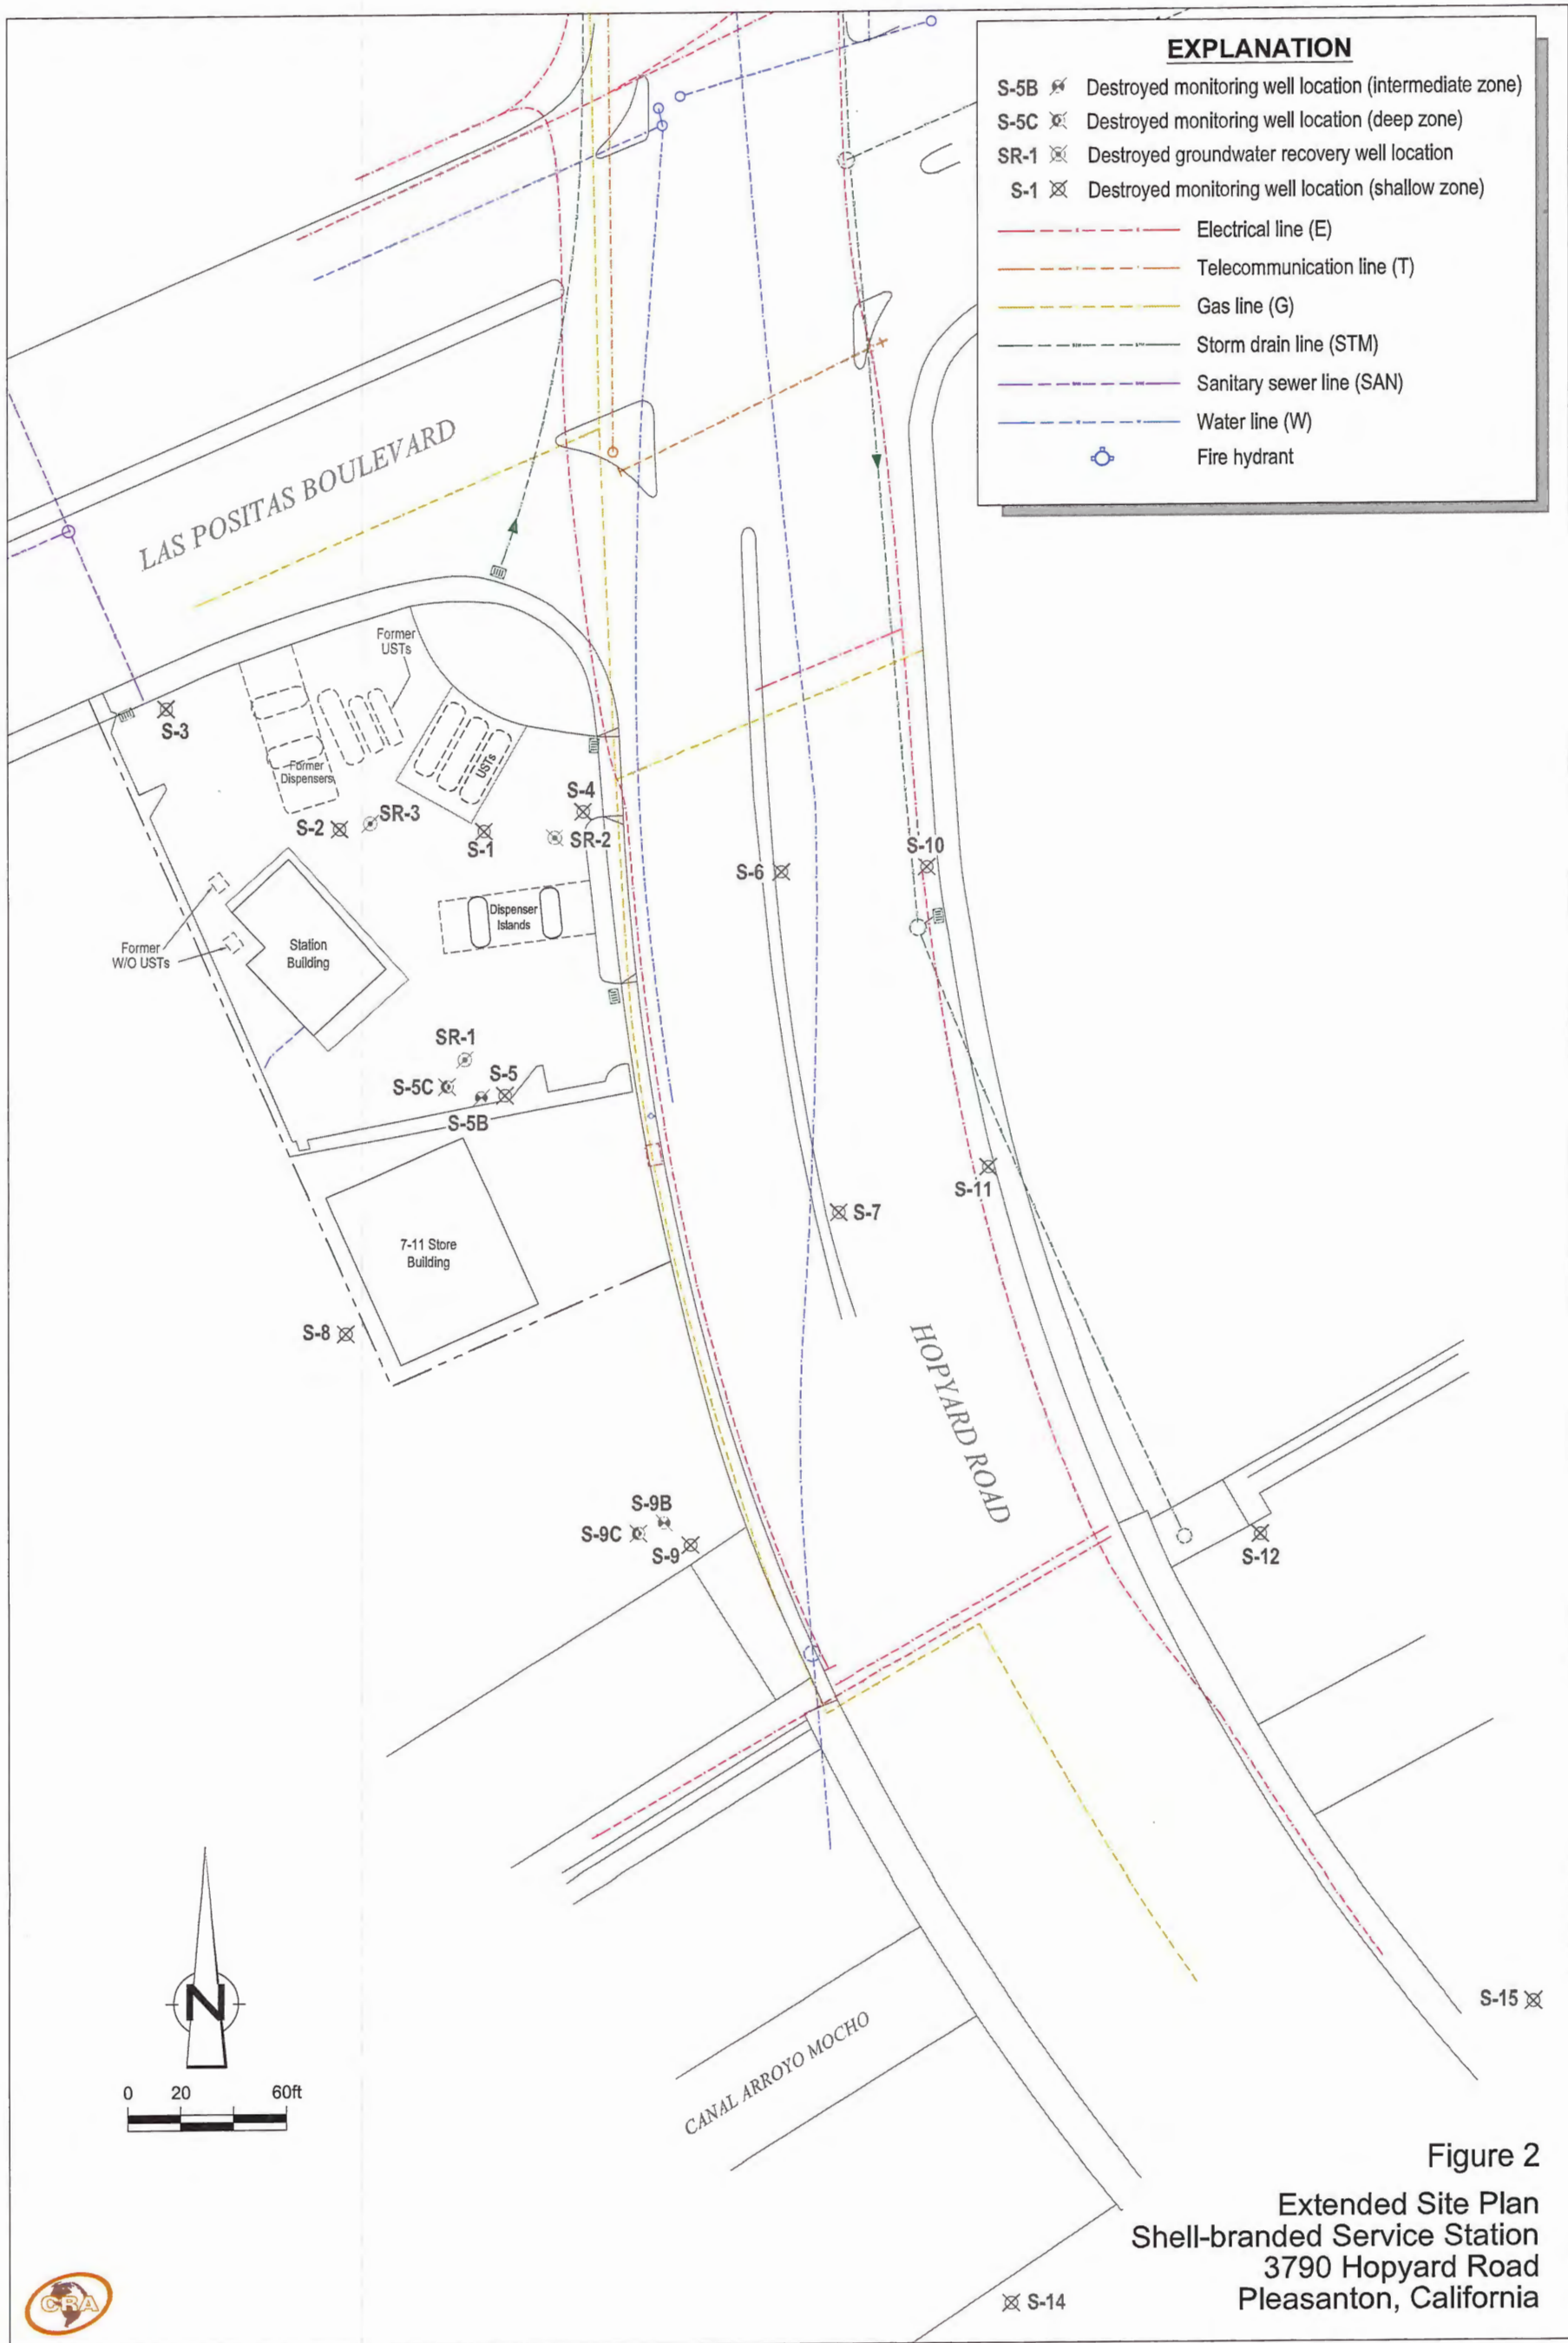 EXPLANATION
S-5B Destroyed monitoring well location (intermediate zone)
S-5C Destroyed monitoring well location (deep zone)
SR-1 Destroyed groundwater recovery well location
S-1 Destroyed monitoring well location (shallow zone)
Electrical line (E)
Telecommunication line (T)
Gas line (G)
Storm drain line (STM)
Sanitary sewer line (SAN)
Water line (W)
Fire hydrant
LAS POSITAS BOULEVARD
Former
USTs
S-3
Former
Dispensers
USTs
S-4
S-2
SR-3
S-1
SR-2
S-6
S-10
Dispenser
Islands
Former
W/O USTs
Station
Building
SR-1
S-5C
S-5
S-5B
S-11
S-7
7-11 Store
Building
S-8
HOPYARD ROAD
S-9B
S-9C
S-9
S-12
N
S-15
0 20 60ft
CANAL ARROYO MOCHO
Figure 2
Extended Site Plan
Shell-branded Service Station
3790 Hopyard Road
Pleasanton, California
S-14
CRA